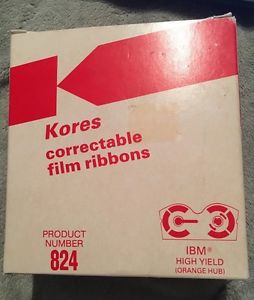 Kores
correctable
film ribbons
PRODUCT
NUMBER
824
IBM®
HIGH YIELD
(ORANGE HUB)